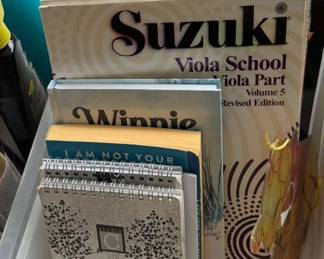 Suzuki
Viola School
Viola Part
Volume 5
Revised Edition
Winnie
I AM NOT YOUR
C